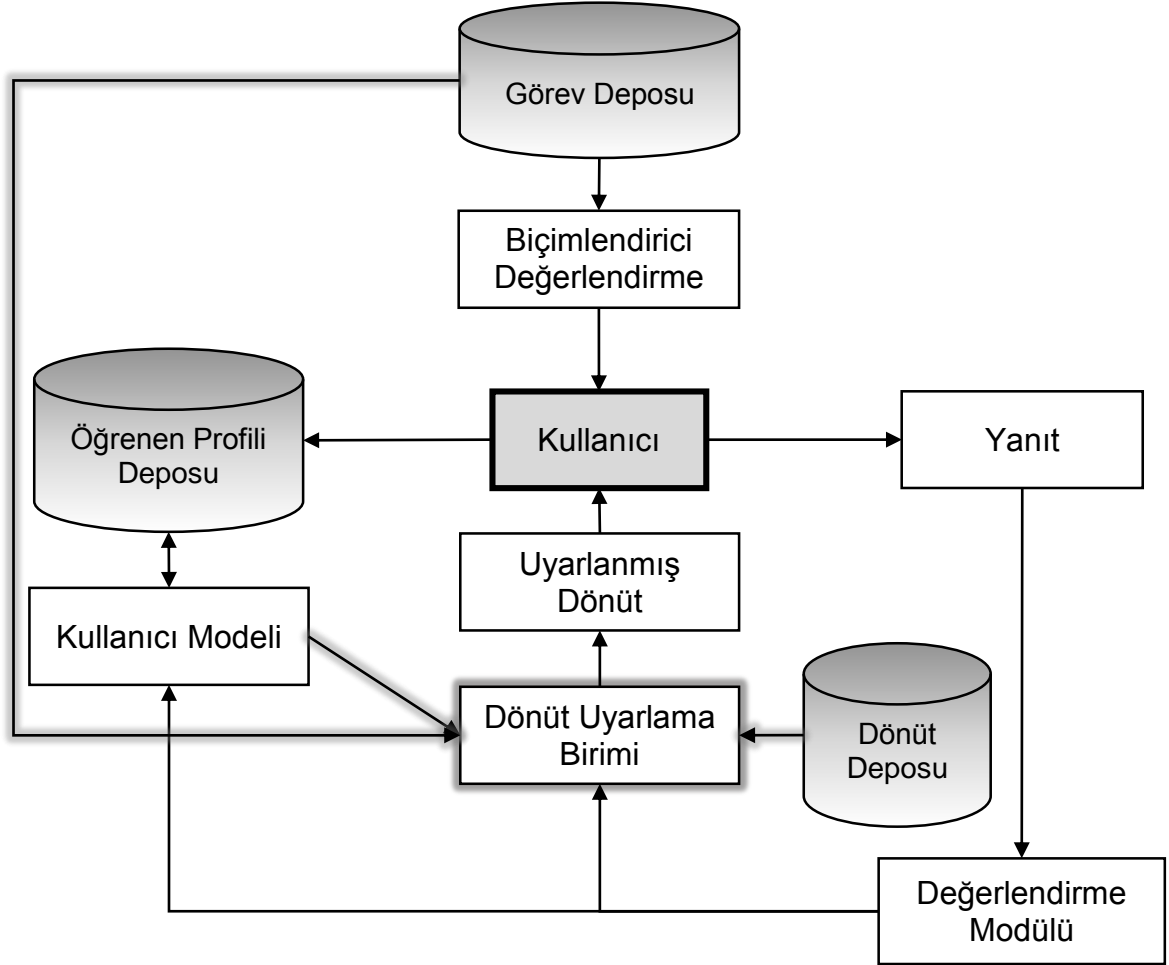 Görev Deposu
Biçimlendirici
Değerlendirme
Öğrenen Profili
Deposu
Kullanıcı
Yanıt
Uyarlanmış
Dönüt
Kullanıcı Modeli
Dönüt Uyarlama
Birimi
Dönüt
Deposu
Değerlendirme
Modülü